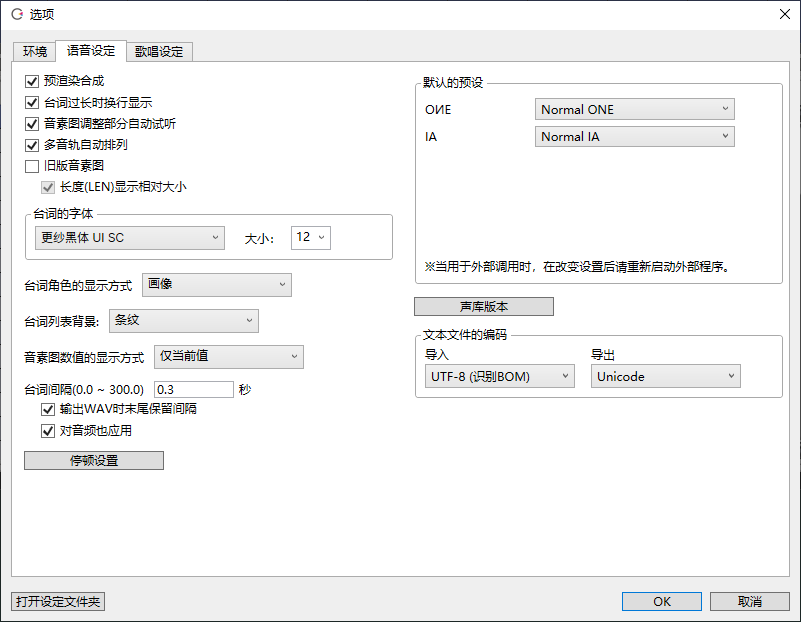 选项
环境 语音设定 歌唱设定
预渲染合成
台词过长时换行显示
音素图调整部分自动试听
多音轨自动排列
旧版音素图
长度(LEN)显示相对大小
台词的字体
更纱黑体 UI SC 大小: 12
台词角色的显示方式 画像
台词列表背景: 条纹
音素图数值的显示方式 仅当前值
台词间隔(0.0 ~ 300.0) 0.3 秒
输出WAV时末尾保留间隔
对音频也应用
停顿设置
默认的预设
OИE Normal ONE
IA Normal IA
※当用于外部调用时，在改变设置后请重新启动外部程序。
声库版本
文本文件的编码
导入 导出
UTF-8 (识别BOM) Unicode
打开设定文件夹 OK 取消